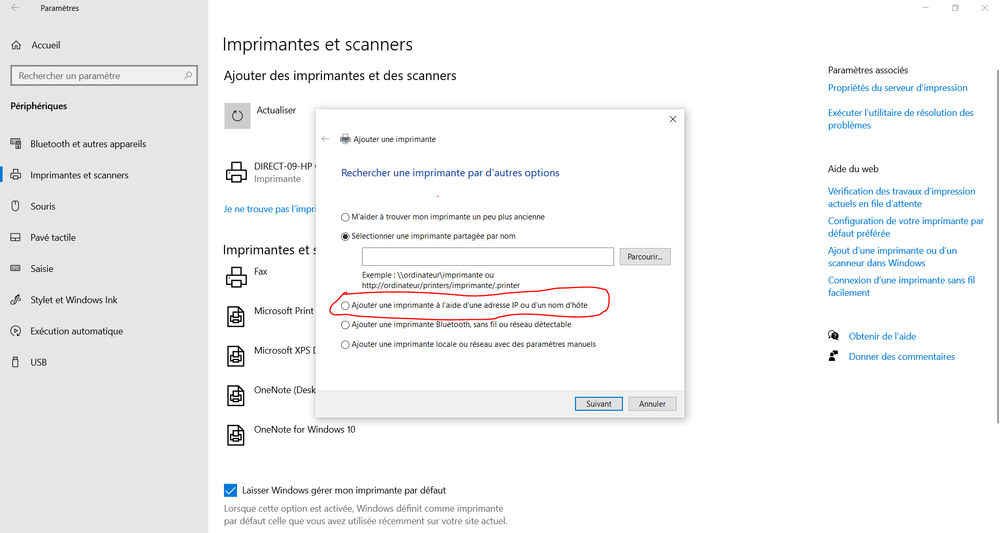 Paramètres
Accueil
Rechercher un paramètre
Périphériques
Bluetooth et autres appareils
Imprimantes et scanners
Souris
Pavé tactile
Saisie
Stylet et Windows Ink
Exécution automatique
USB
Imprimantes et scanners
Ajouter des imprimantes et des scanners
Actualiser
DIRECT-09-HP
Imprimante
Je ne trouve pas l'impri
Imprimantes et s
Fax
Microsoft Print
Microsoft XPS D
OneNote (Desk
OneNote for Windows 10
Laisser Windows gérer mon imprimante par défaut
Lorsque cette option est activée, Windows définit comme imprimante
par défaut celle que vous avez utilisée récemment sur votre site actuel.
Ajouter une imprimante
Rechercher une imprimante par d'autres options
M'aider à trouver mon imprimante un peu plus ancienne
Sélectionner une imprimante partagée par nom
Parcourir...
Exemple : \\ordinateur\imprimante ou
http://ordinateur/printers/imprimante/.printer
Ajouter une imprimante à l'aide d'une adresse IP ou d'un nom d'hôte
Ajouter une imprimante Bluetooth, sans fil ou réseau détectable
Ajouter une imprimante locale ou réseau avec des paramètres manuels
Suivant
Annuler
Paramètres associés
Propriétés du serveur d'impression
Exécuter l'utilitaire de résolution des
problèmes
Aide du web
Vérification des travaux d'impression
actuels en file d'attente
Configuration de votre imprimante par
défaut préférée
Ajout d'une imprimante ou d'un
scanneur dans Windows
Connexion d'une imprimante sans fil
facilement
Obtenir de l'aide
Donner des commentaires